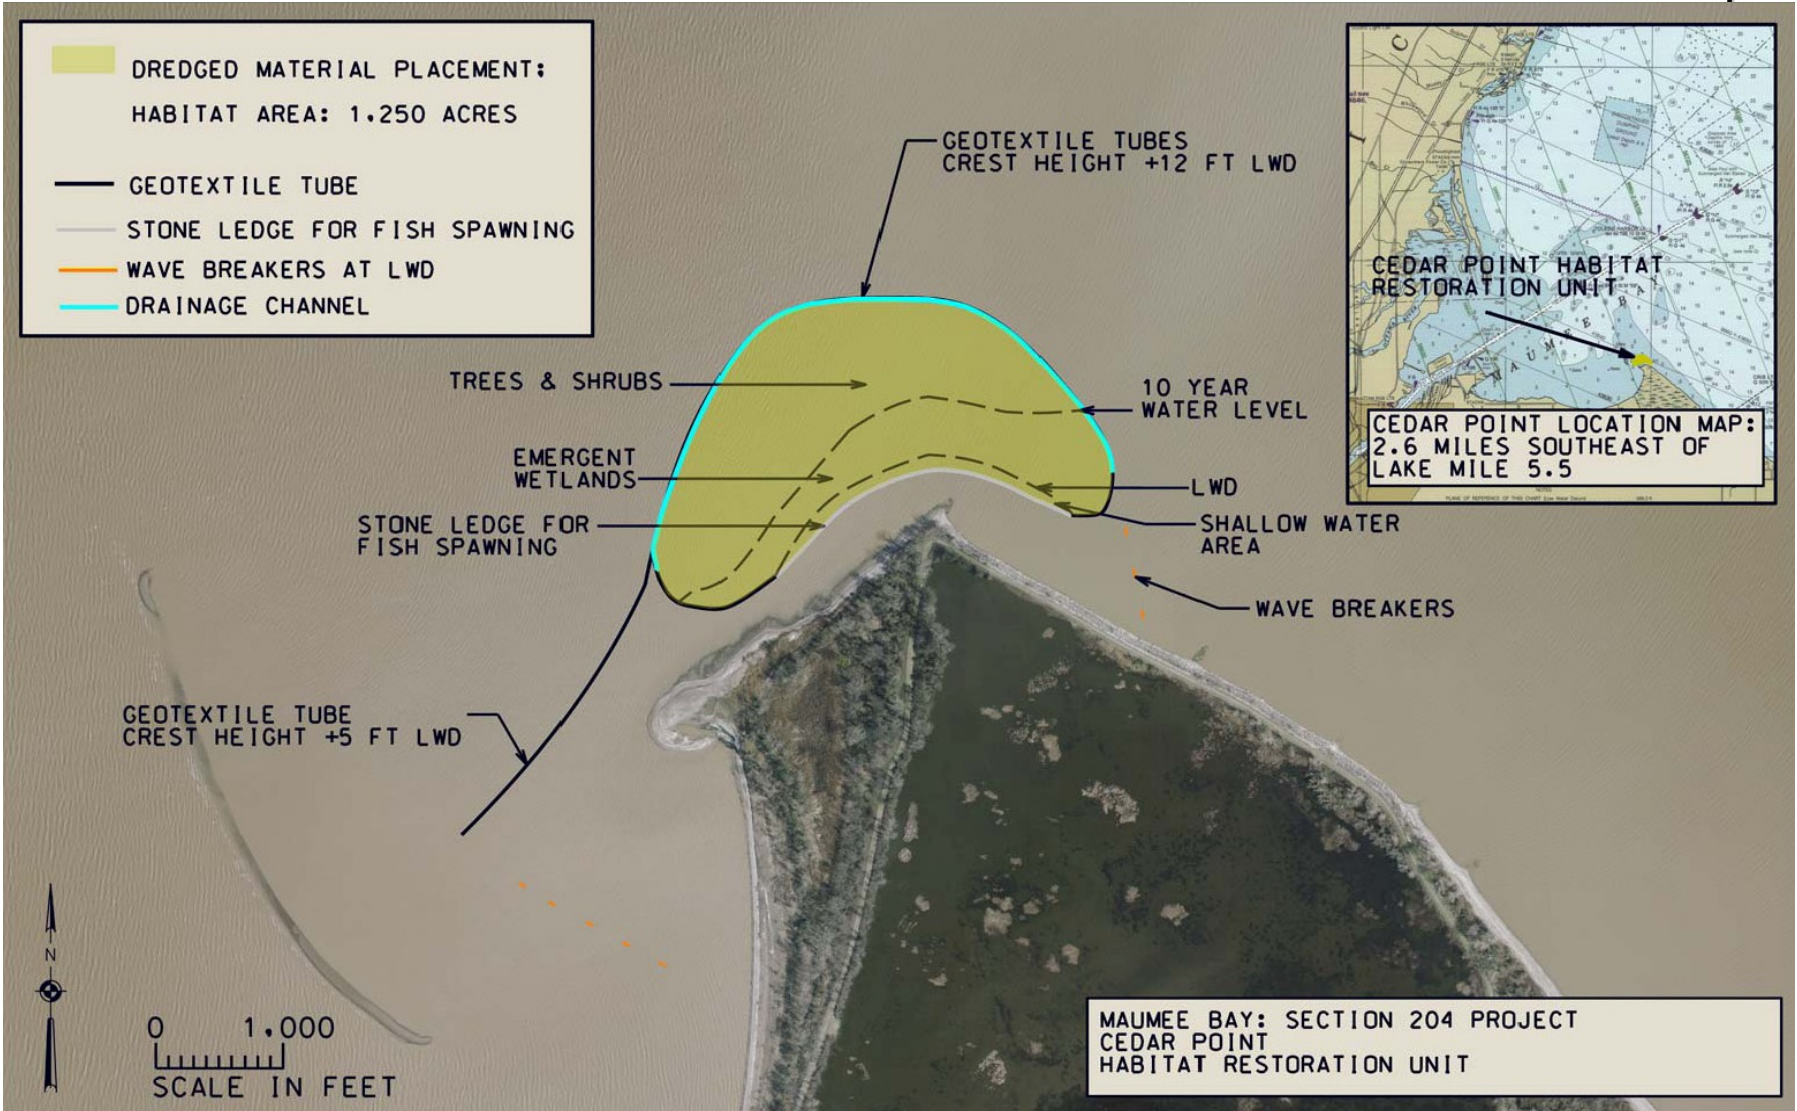 DREDGED MATERIAL PLACEMENT:
HABITAT AREA: 1,250 ACRES
GEOTEXTILE TUBE
STONE LEDGE FOR FISH SPAWNING
WAVE BREAKERS AT LWD
DRAINAGE CHANNEL
GEOTEXTILE TUBES
CREST HEIGHT +12 FT LWD
CEDAR POINT HABITAT
RESTORATION UNIT
MAUMEE BAY
CEDAR POINT LOCATION MAP:
2.6 MILES SOUTHEAST OF
LAKE MILE 5.5
TREES & SHRUBS
10 YEAR
WATER LEVEL
EMERGENT
WETLANDS
LWD
STONE LEDGE FOR
FISH SPAWNING
SHALLOW WATER
AREA
WAVE BREAKERS
GEOTEXTILE TUBE
CREST HEIGHT +5 FT LWD
N
0 1,000
SCALE IN FEET
MAUMEE BAY: SECTION 204 PROJECT
CEDAR POINT
HABITAT RESTORATION UNIT